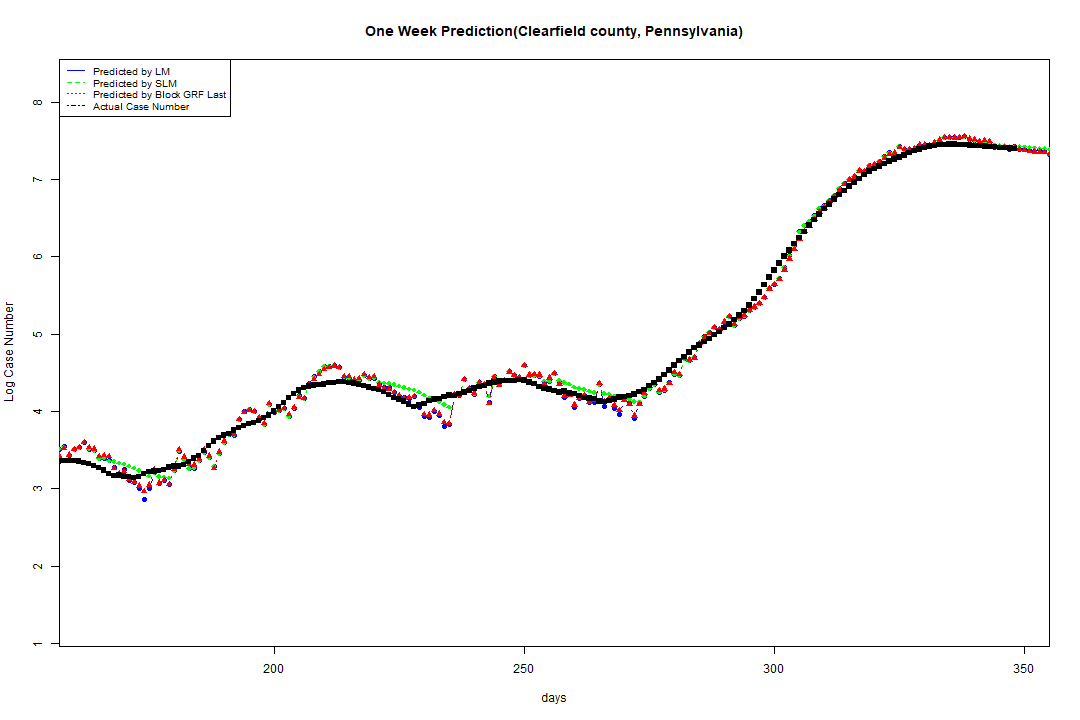 One Week Prediction(Clearfield county, Pennsylvania)
Predicted by LM
Predicted by SLM
Predicted by Block GRF Last
Actual Case Number
Log Case Number
8
7
6
5
4
3
2
1
200
250
300
350
days